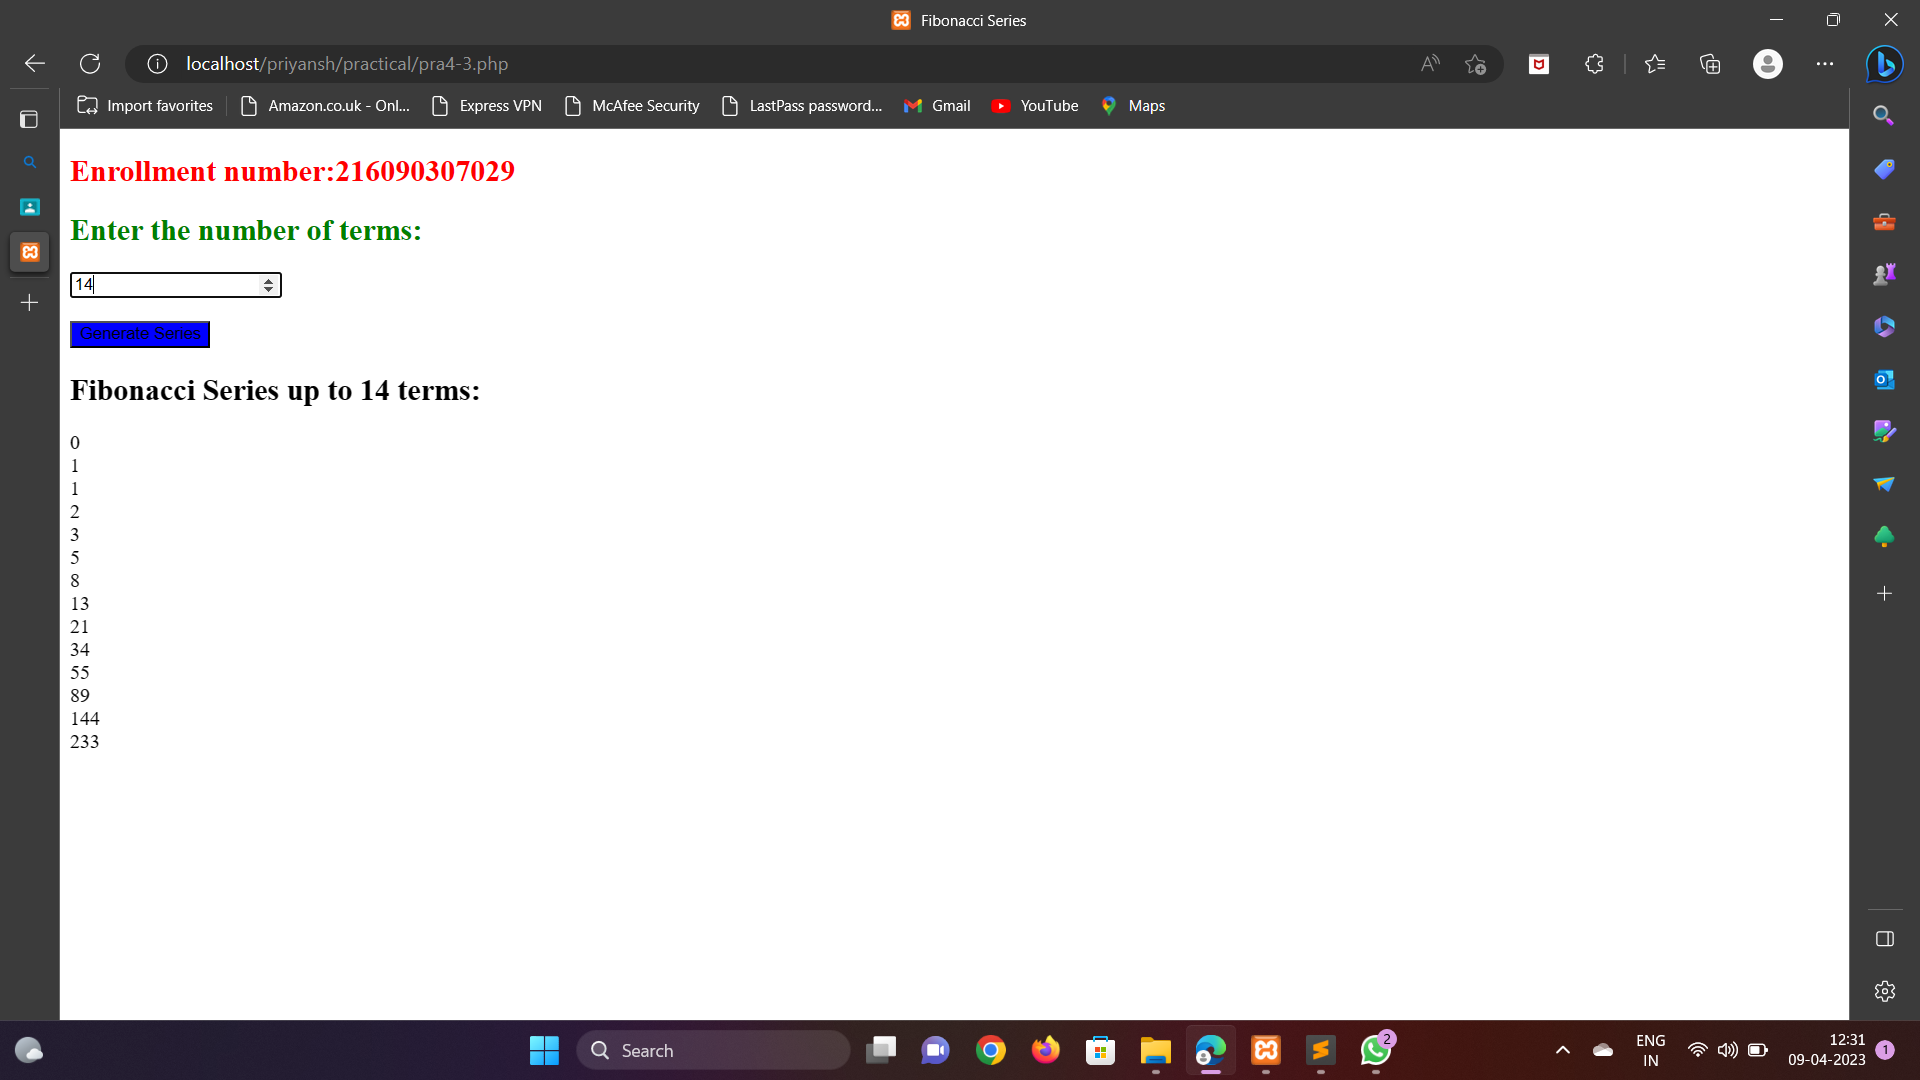 Fibonacci Series
localhost/priyansh/practical/pra4-3.php
Import favorites
Amazon.co.uk - Onl...
Express VPN
McAfee Security
LastPass password...
Gmail
YouTube
Maps
Enrollment number:216090307029
Enter the number of terms:
14
Generate Series
Fibonacci Series up to 14 terms:
0
1
1
2
3
5
8
13
21
34
55
89
144
233
Search
2
ENG
IN
12:31
09-04-2023
1